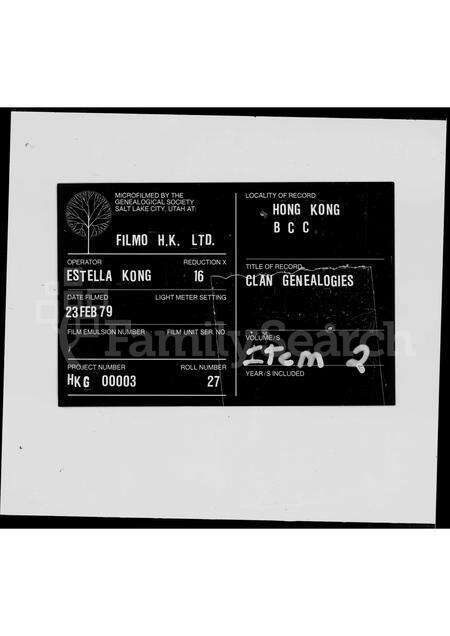 MICROFILMED BY THE
GENEALOGICAL SOCIETY
SALT LAKE CITY, UTAH AT:
FILMO H.K. LTD.
OPERATOR REDUCTION X
ESTELLA KONG 16
DATE FILMED LIGHT METER SETTING
23 FEB 79
FILM EMULSION NUMBER FILM UNIT SER. NO.
PROJECT NUMBER ROLL NUMBER
HKG 00003 27
LOCALITY OF RECORD
HONG KONG
B C C
TITLE OF RECORD
CLAN GENEALOGIES
VOLUME/S
Item 2
YEAR/S INCLUDED
FamilySearch